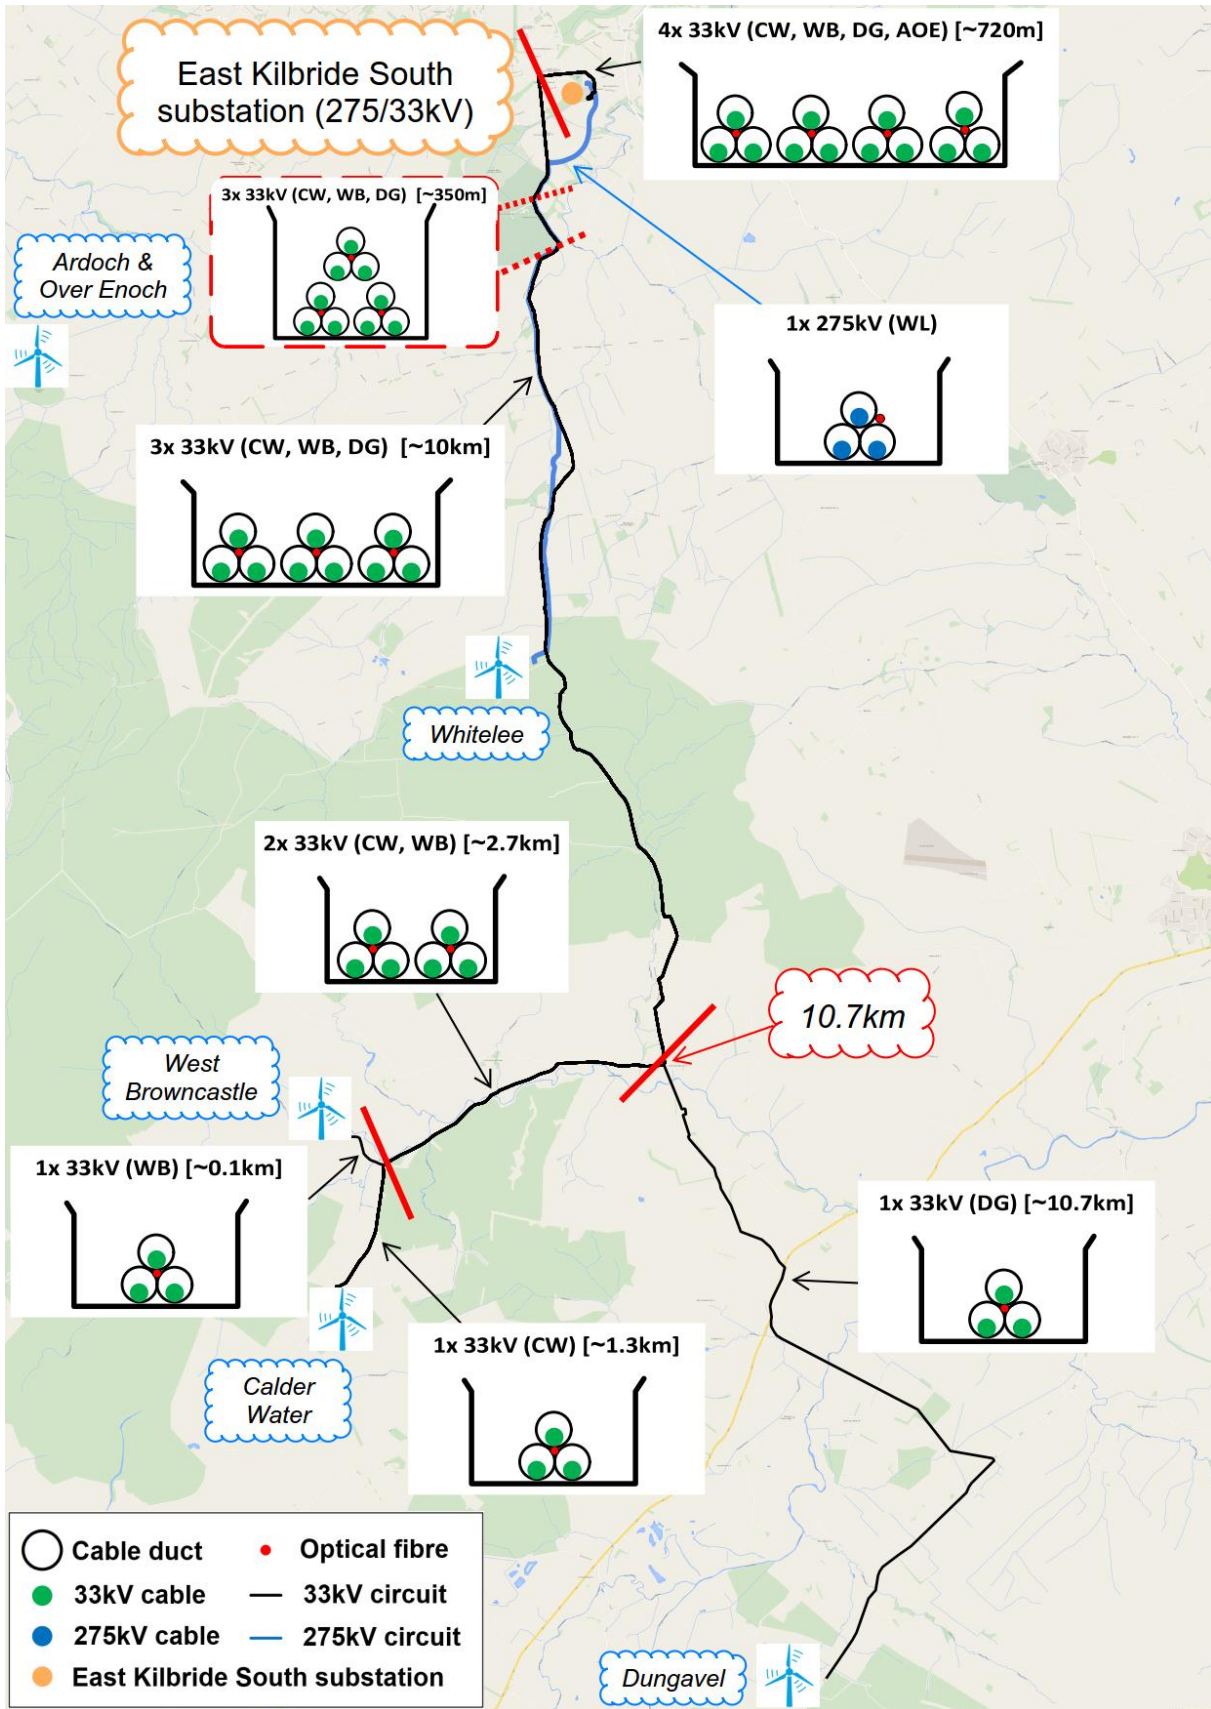 East Kilbride South
substation (275/33kV)
4x 33kV (CW, WB, DG, AOE) [~720m]
3x 33kV (CW, WB, DG) [~350m]
Ardoch &
Over Enoch
1x 275kV (WL)
3x 33kV (CW, WB, DG) [~10km]
Whitelee
2x 33kV (CW, WB) [~2.7km]
10.7km
West
Browncastle
1x 33kV (WB) [~0.1km]
1x 33kV (DG) [~10.7km]
1x 33kV (CW) [~1.3km]
Calder
Water
Cable duct
Optical fibre
33kV cable
33kV circuit
275kV cable
275kV circuit
East Kilbride South substation
Dungavel